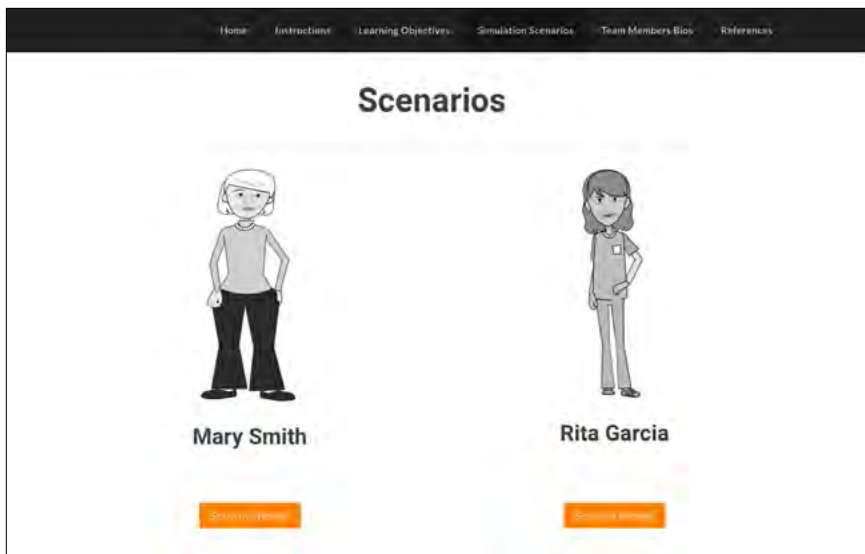 Home Instructions Learning Objectives Simulation Scenarios Team Members Bios References
Scenarios
Mary Smith
Rita Garcia